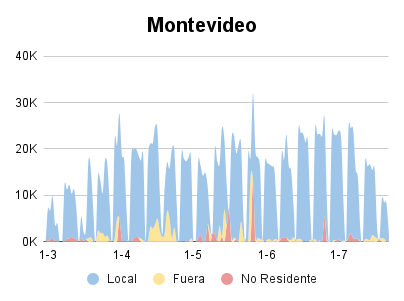 Montevideo
40K
30K
20K
10K
0K
1-3 1-4 1-5 1-6 1-7
Local Fuera No Residente